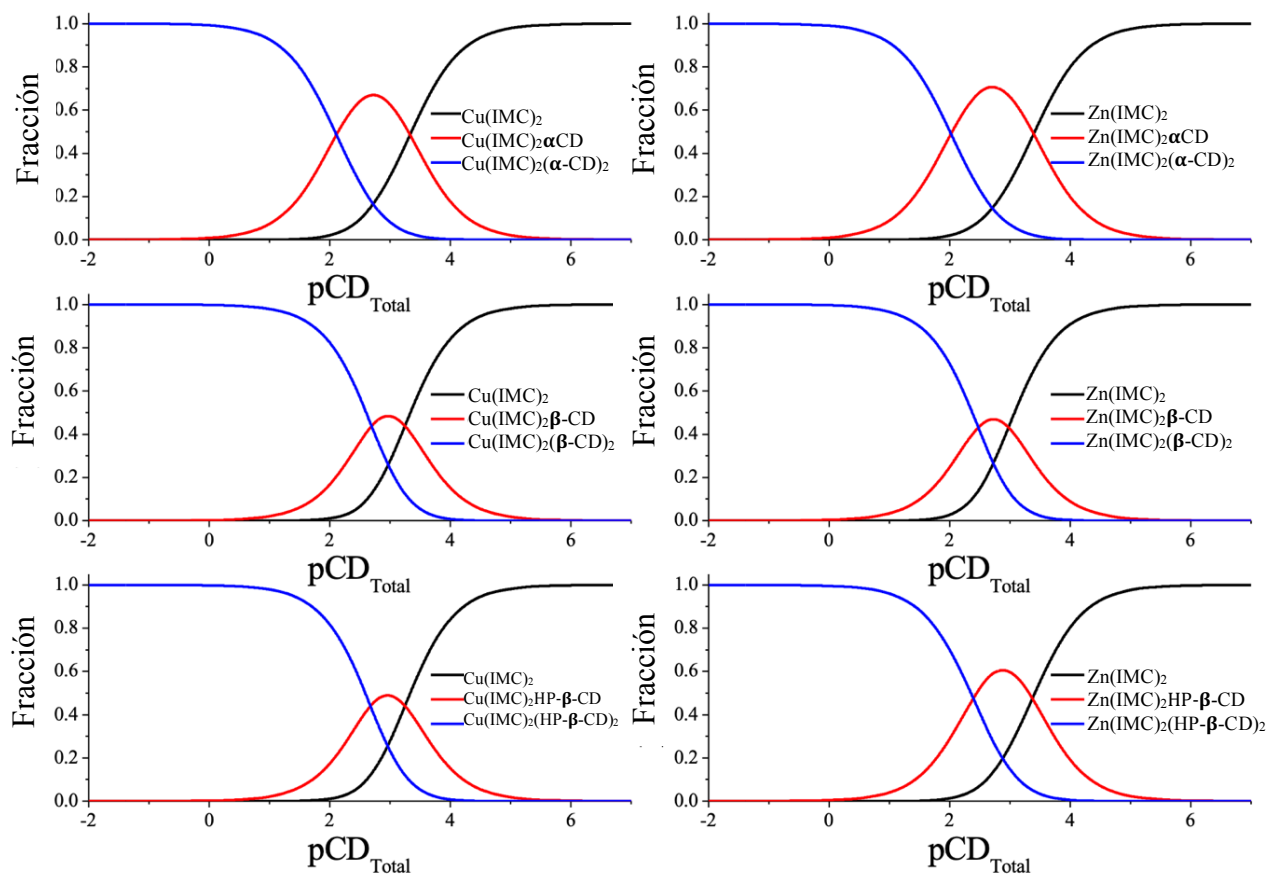 Fracción
1.0
0.8
0.6
0.4
0.2
0.0
Cu(IMC)₂
Cu(IMC)₂αCD
Cu(IMC)₂(α-CD)₂
-2 0 2 4 6
pCD_Total
Fracción
1.0
0.8
0.6
0.4
0.2
0.0
Zn(IMC)₂
Zn(IMC)₂αCD
Zn(IMC)₂(α-CD)₂
-2 0 2 4 6
pCD_Total
Fracción
1.0
0.8
0.6
0.4
0.2
0.0
Cu(IMC)₂
Cu(IMC)₂β-CD
Cu(IMC)₂(β-CD)₂
-2 0 2 4 6
pCD_Total
Fracción
1.0
0.8
0.6
0.4
0.2
0.0
Zn(IMC)₂
Zn(IMC)₂β-CD
Zn(IMC)₂(β-CD)₂
-2 0 2 4 6
pCD_Total
Fracción
1.0
0.8
0.6
0.4
0.2
0.0
Cu(IMC)₂
Cu(IMC)₂HP-β-CD
Cu(IMC)₂(HP-β-CD)₂
-2 0 2 4 6
pCD_Total
Fracción
1.0
0.8
0.6
0.4
0.2
0.0
Zn(IMC)₂
Zn(IMC)₂HP-β-CD
Zn(IMC)₂(HP-β-CD)₂
-2 0 2 4 6
pCD_Total